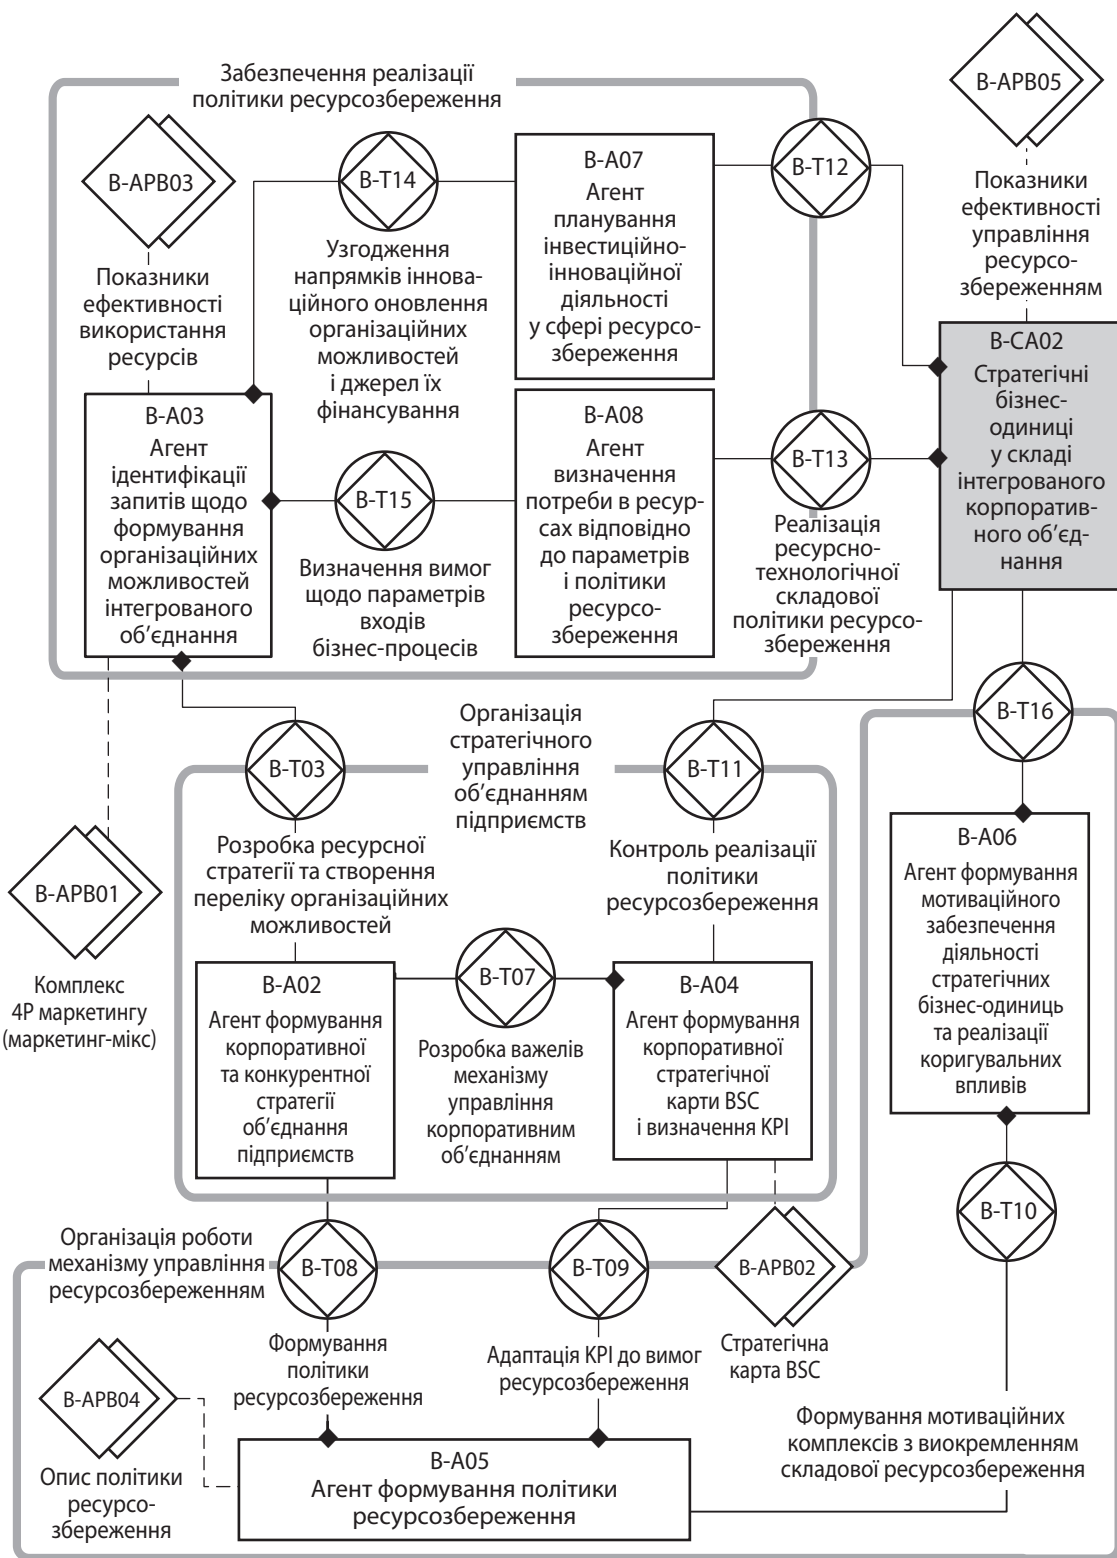 Забезпечення реалізації
політики ресурсозбереження
B-APB05
Показники
ефективності
управління
ресурсо-
збереженням
B-APB03
Показники
ефективності
використання
ресурсів
B-T14
Узгодження
напрямків іннова-
ційного оновлення
організаційних
можливостей
і джерел їх
фінансування
B-A07
Агент
планування
інвестиційно-
інноваційної
діяльності
у сфері ресурсо-
збереження
B-T12
B-CA02
Стратегічні
бізнес-
одиниці
у складі
інтегрованого
корпоратив-
ного об’єд-
нання
B-A03
Агент
ідентифікації
запитів щодо
формування
організаційних
можливостей
інтегрованого
об’єднання
B-T15
Визначення вимог
щодо параметрів
входів
бізнес-процесів
B-A08
Агент
визначення
потреби в ресур-
сах відповідно
до параметрів
і політики
ресурсо-
збереження
B-T13
Реалізація
ресурсно-
технологічної
складової
політики ресурсо-
збереження
B-T03
Організація
стратегічного
управління
об’єднанням
підприємств
B-T11
B-T16
B-APB01
Комплекс
4P маркетингу
(маркетинг-мікс)
Розробка ресурсної
стратегії та створення
переліку організаційних
можливостей
Контроль реалізації
політики
ресурсозбереження
B-A06
Агент формування
мотиваційного
забезпечення
діяльності
стратегічних
бізнес-одиниць
та реалізації
коригувальних
впливів
B-A02
Агент формування
корпоративної
та конкурентної
стратегії
об’єднання
підприємств
B-T07
Розробка важелів
механізму
управління
корпоративним
об’єднанням
B-A04
Агент формування
корпоративної
стратегічної
карти BSC
і визначення KPI
B-T10
Організація роботи
механізму управління
ресурсозбереженням
B-T08
Формування
політики
ресурсозбереження
B-T09
Адаптація KPI до вимог
ресурсозбереження
B-APB02
Стратегічна
карта BSC
B-APB04
Опис політики
ресурсо-
збереження
B-A05
Агент формування політики
ресурсозбереження
Формування мотиваційних
комплексів з виокремленням
складової ресурсозбереження